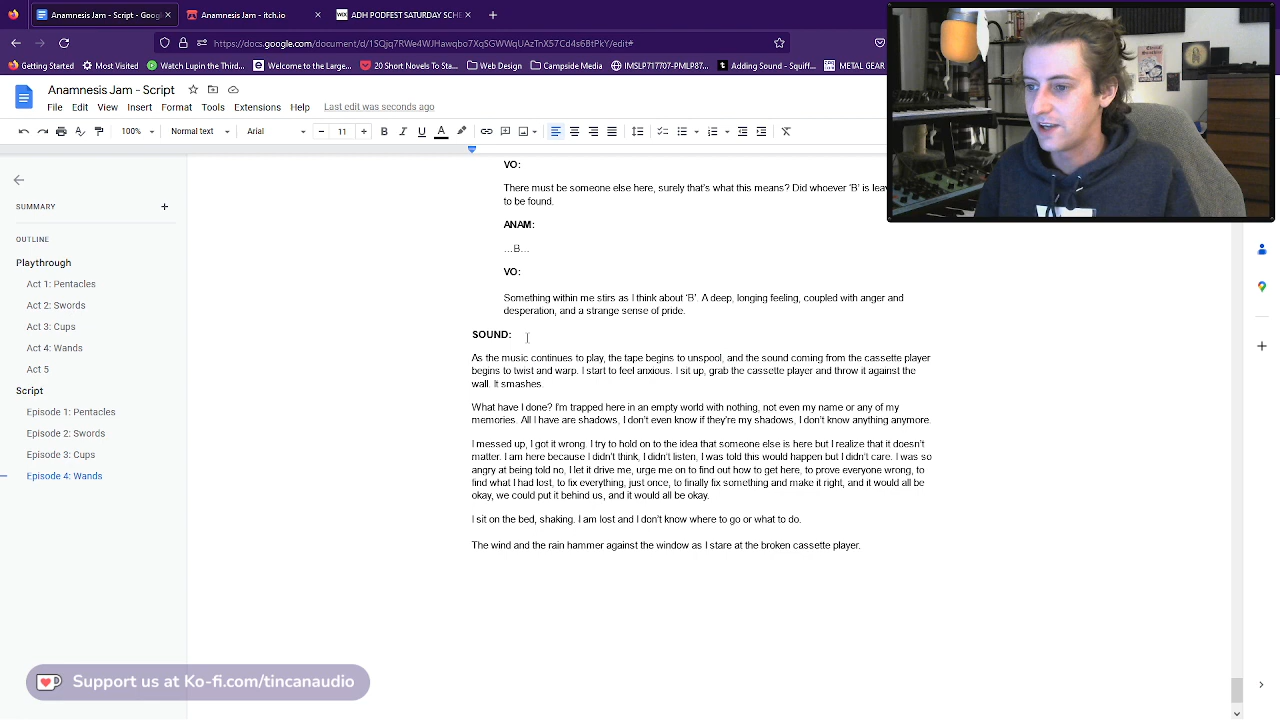 Anamnesis Jam - Script - Goog
Anamnesis Jam - itch.io
ADH PODFEST SATURDAY SCHE
https://docs.google.com/document/d/1SQjq7RWe4WJHawqbo7XqSGWWqUAzTnXS7Cd4s6BtPkY/edit#
Getting Started
Most Visited
Watch Lupin the Third...
Welcome to the Large...
20 Short Novels To S...
Web Design
Campside Media
IMSLP717707-PMLP87...
Adding Sound - Squiff...
METAL GEAR
Anamnesis Jam - Script
File Edit View Insert Format Tools Extensions Help Last edit was seconds ago
100% Normal text Arial 11
SUMMARY
OUTLINE
Playthrough
Act 1: Pentacles
Act 2: Swords
Act 3: Cups
Act 4: Wands
Act 5
Script
Episode 1: Pentacles
Episode 2: Swords
Episode 3: Cups
Episode 4: Wands
VO:
There must be someone else here, surely that's what this means? Did whoever 'B' is lea
to be found.
ANAM:
...B...
VO:
Something within me stirs as I think about 'B'. A deep, longing feeling, coupled with anger and
desperation, and a strange sense of pride.
SOUND:
As the music continues to play, the tape begins to unspool, and the sound coming from the cassette player
begins to twist and warp. I start to feel anxious. I sit up, grab the cassette player and throw it against the
wall. It smashes.
What have I done? I'm trapped here in an empty world with nothing, not even my name or any of my
memories. All I have are shadows, I don't even know if they're my shadows, I don't know anything anymore.
I messed up, I got it wrong. I try to hold on to the idea that someone else is here but I realize that it doesn't
matter. I am here because I didn't think, I didn't listen, I was told this would happen but I didn't care. I was so
angry at being told no, I let it drive me, urge me on to find out how to get here, to prove everyone wrong, to
find what I had lost, to fix everything, just once, to finally fix something and make it right, and it would all be
okay, we could put it behind us, and it would all be okay.
I sit on the bed, shaking. I am lost and I don't know where to go or what to do.
The wind and the rain hammer against the window as I stare at the broken cassette player.
Support us at Ko-fi.com/tincanaudio